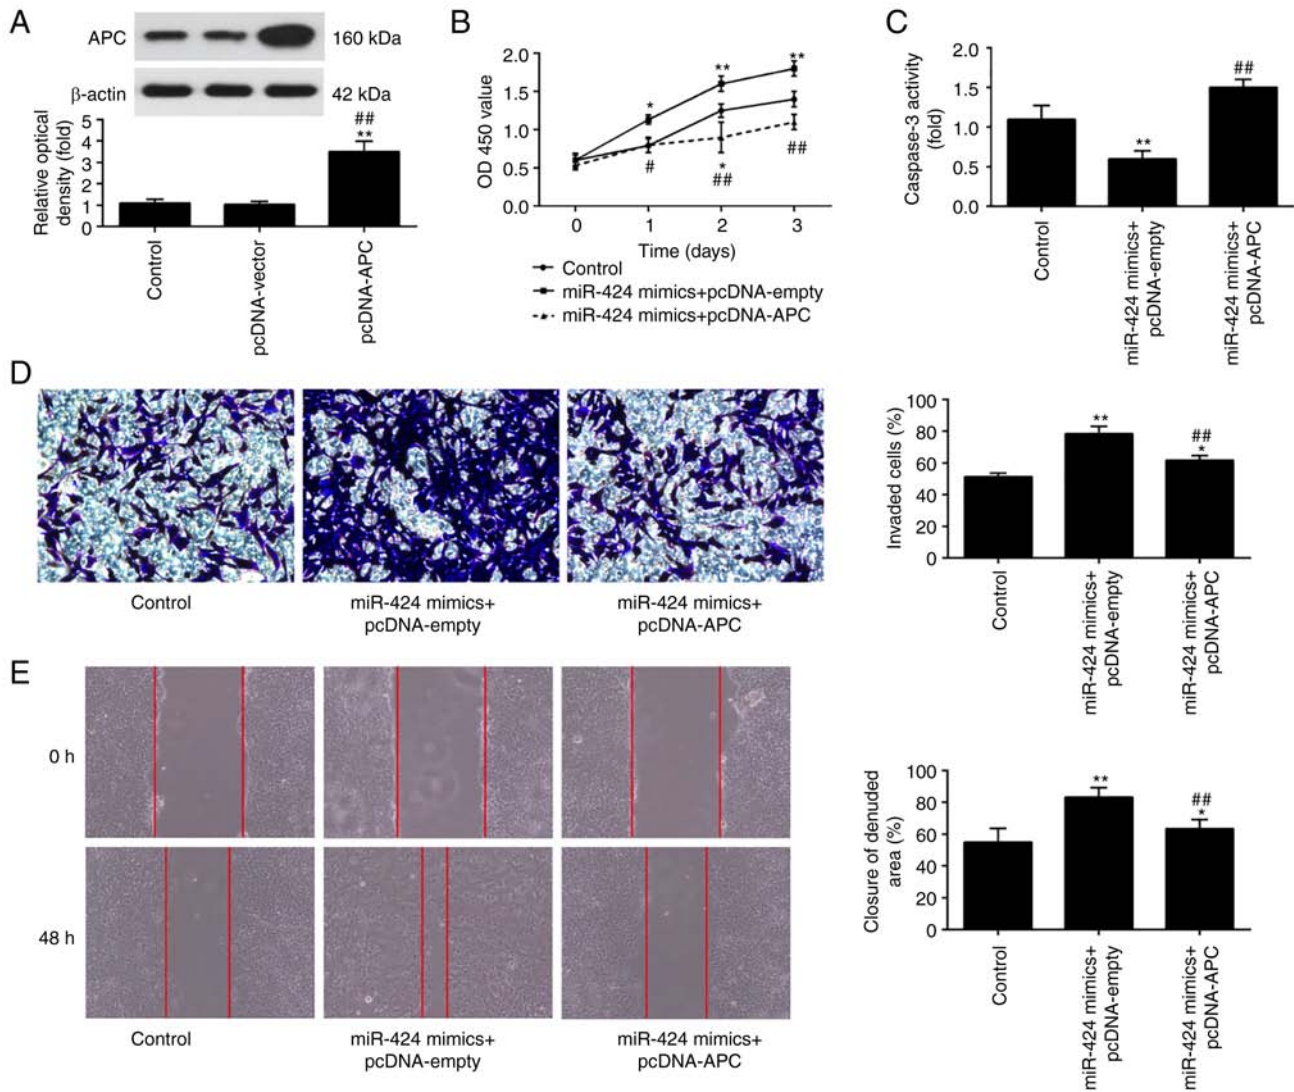 A
APC
160 kDa
β-actin
42 kDa
Relative optical
density (fold)
5
4
3
2
1
0
##
**
Control
pcDNA-vector
pcDNA-APC
B
OD 450 value
2.0
1.5
1.0
0.5
0.0
*
**
**
#
*
##
##
0 1 2 3
Time (days)
Control
miR-424 mimics+pcDNA-empty
miR-424 mimics+pcDNA-APC
C
Caspase-3 activity
(fold)
2.0
1.5
1.0
0.5
0.0
**
##
Control
miR-424 mimics+
pcDNA-empty
miR-424 mimics+
pcDNA-APC
D
Control
miR-424 mimics+
pcDNA-empty
miR-424 mimics+
pcDNA-APC
Invaded cells (%)
100
80
60
40
20
0
**
##
*
Control
miR-424 mimics+
pcDNA-empty
miR-424 mimics+
pcDNA-APC
E
0 h
48 h
Control
miR-424 mimics+
pcDNA-empty
miR-424 mimics+
pcDNA-APC
Closure of denuded
area (%)
100
80
60
40
20
0
**
##
*
Control
miR-424 mimics+
pcDNA-empty
miR-424 mimics+
pcDNA-APC